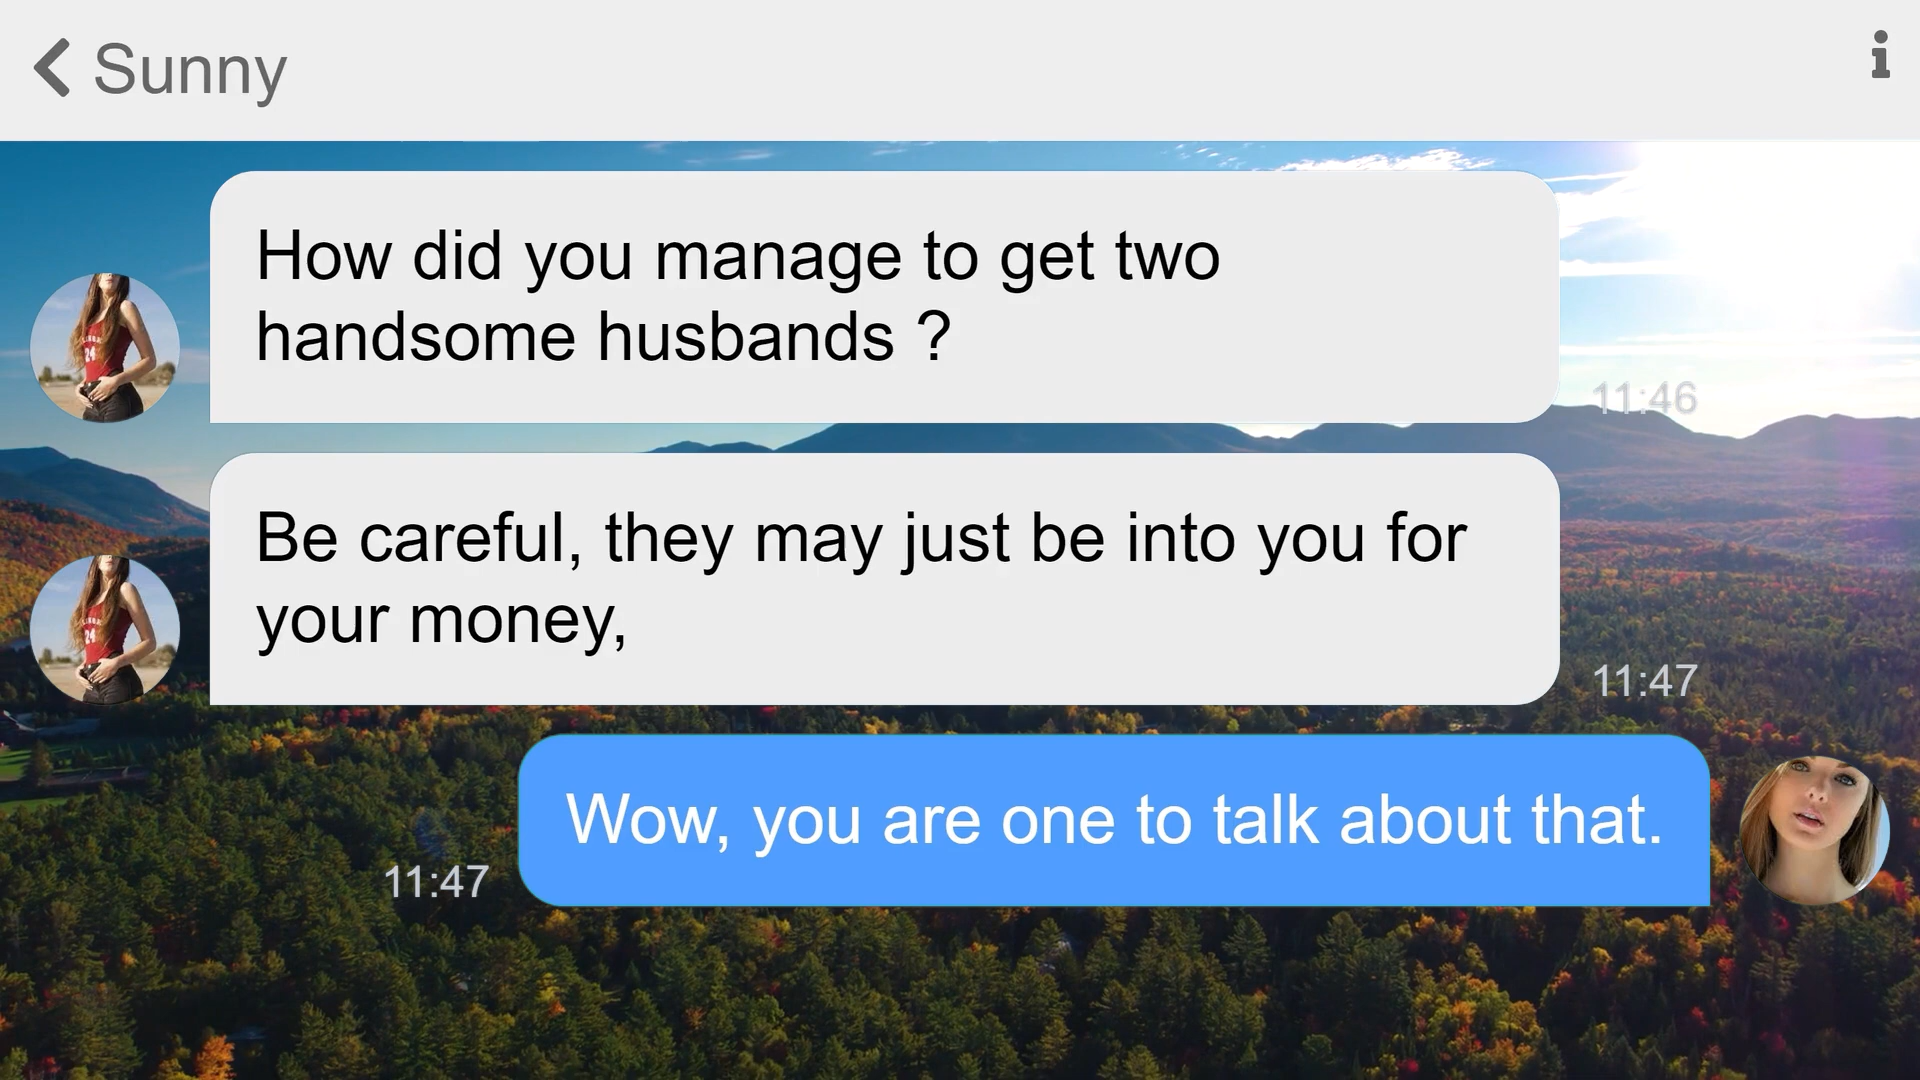 Sunny
How did you manage to get two
handsome husbands ?
11:46
Be careful, they may just be into you for
your money,
11:47
Wow, you are one to talk about that.
11:47